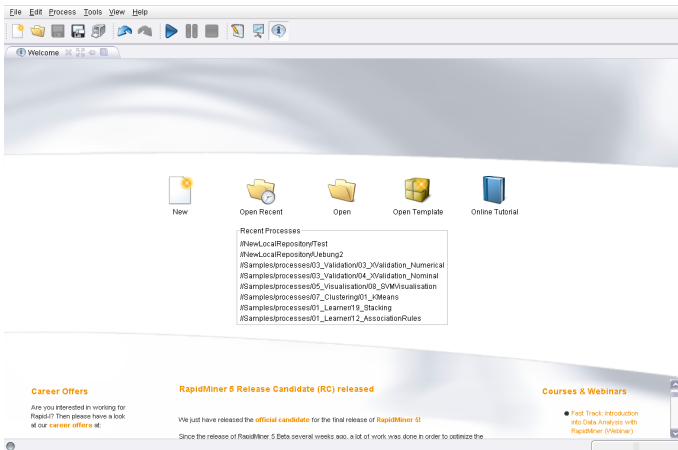 File Edit Process Tools View Help
Welcome
New
Open Recent
Open
Open Template
Online Tutorial
Recent Processes
//NewLocalRepository/Test
//NewLocalRepository/Uebung2
//Samples/processes/03_Validation/03_XValidation_Numerical
//Samples/processes/03_Validation/04_XValidation_Nominal
//Samples/processes/05_Visualisation/08_SVMVisualisation
//Samples/processes/07_Clustering/01_KMeans
//Samples/processes/01_Learner/19_Stacking
//Samples/processes/01_Learner/12_AssociationRules
Career Offers
Are you interested in working for
Rapid-I? Then please have a look
at our career offers at:
RapidMiner 5 Release Candidate (RC) released
We just have released the official candidate for the final release of RapidMiner 5!
Since the release of RapidMiner 5 Beta several weeks ago, a lot of work was done in order to optimize the
Courses & Webinars
Fast Track: Introduction
into Data Analysis with
RapidMiner (Webinar)